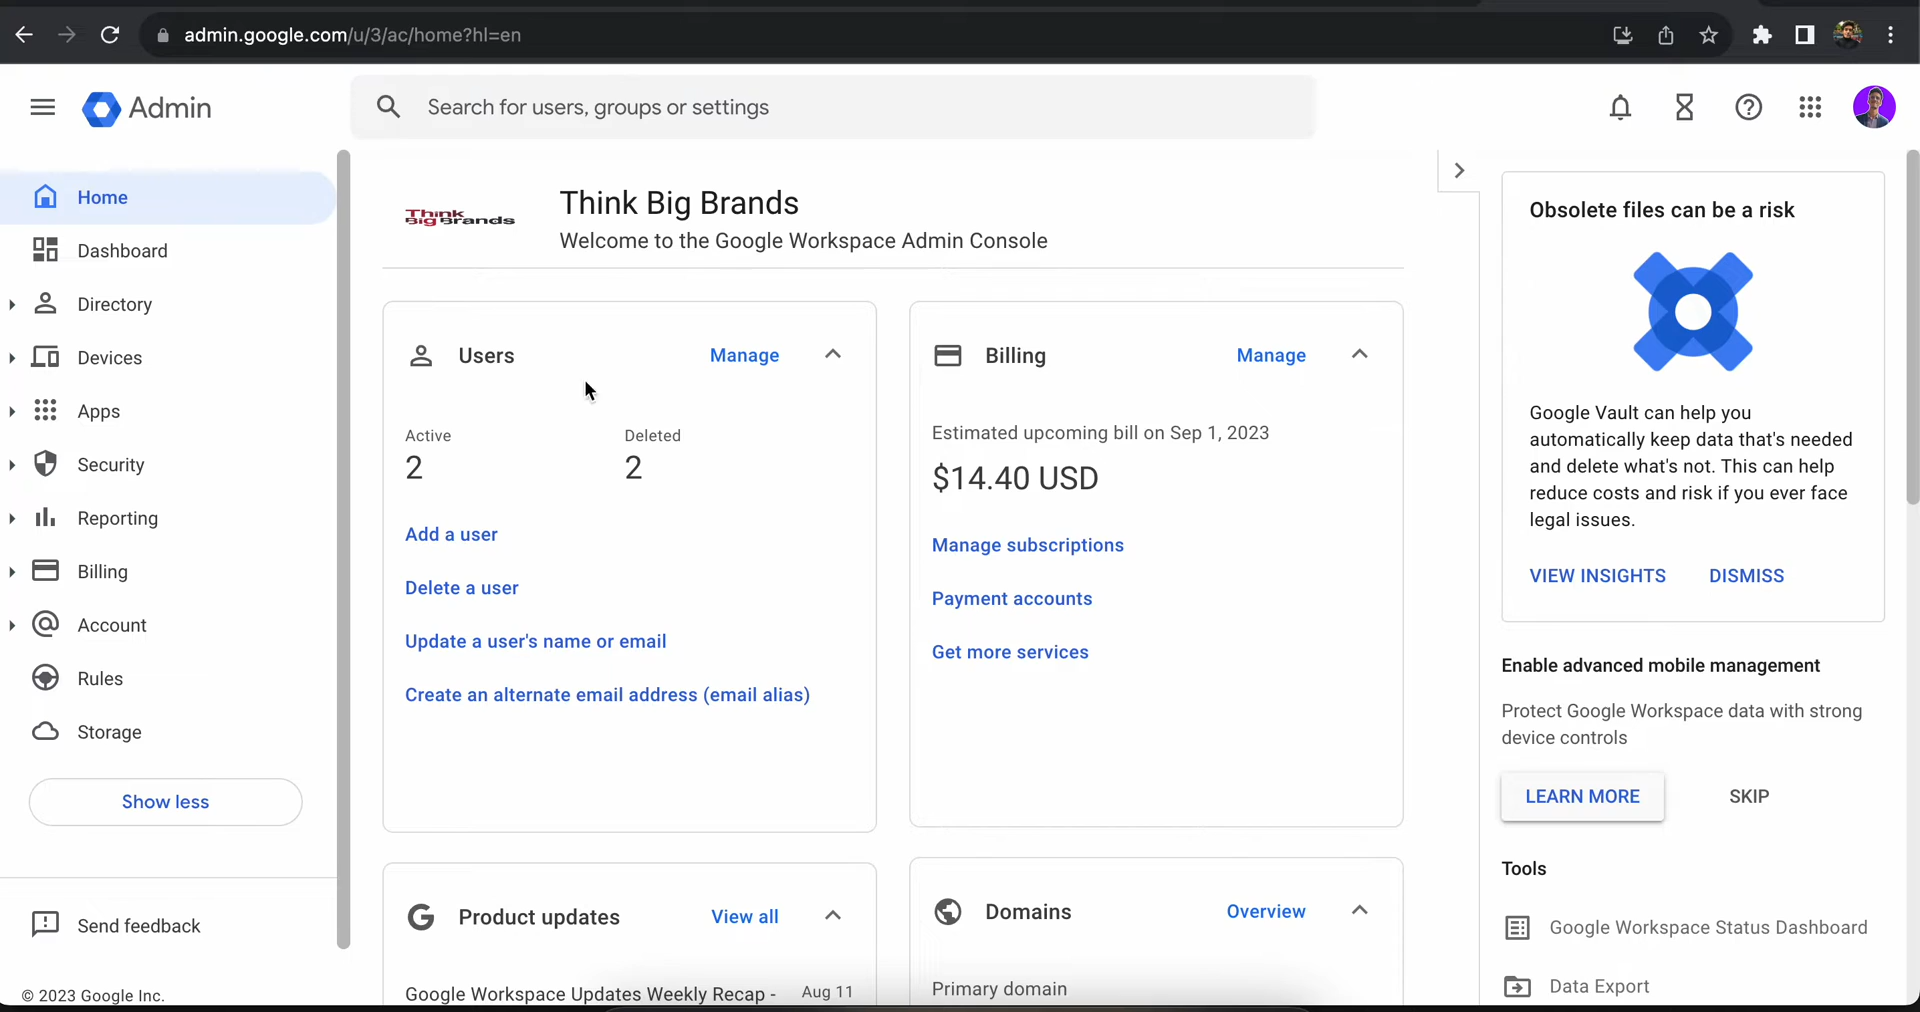 admin.google.com/u/3/ac/home?hl=en
Admin
Search for users, groups or settings
Home
Dashboard
Directory
Devices
Apps
Security
Reporting
Billing
Account
Rules
Storage
Show less
Send feedback
© 2023 Google Inc.
Think
Big Brands
Think Big Brands
Welcome to the Google Workspace Admin Console
Users
Manage
Active
Deleted
2
2
Add a user
Delete a user
Update a user's name or email
Create an alternate email address (email alias)
Billing
Manage
Estimated upcoming bill on Sep 1, 2023
$14.40 USD
Manage subscriptions
Payment accounts
Get more services
Product updates
View all
Google Workspace Updates Weekly Recap -
Aug 11
Domains
Overview
Primary domain
Obsolete files can be a risk
Google Vault can help you
automatically keep data that's needed
and delete what's not. This can help
reduce costs and risk if you ever face
legal issues.
VIEW INSIGHTS
DISMISS
Enable advanced mobile management
Protect Google Workspace data with strong
device controls
LEARN MORE
SKIP
Tools
Google Workspace Status Dashboard
Data Export